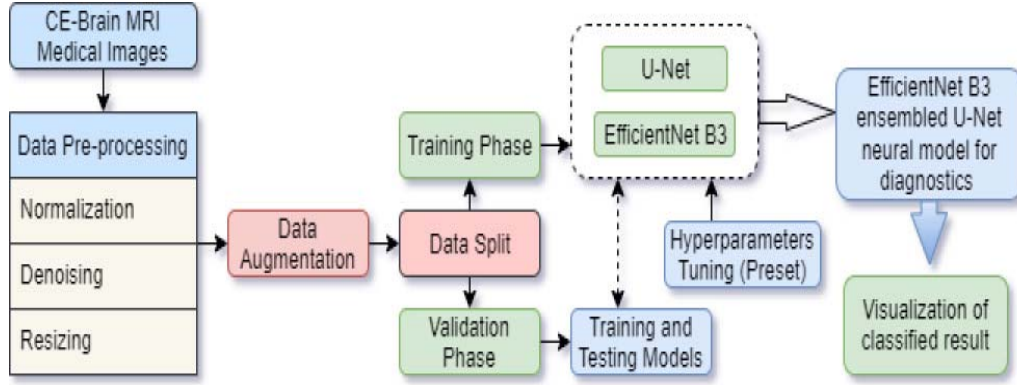 CE-Brain MRI
Medical Images
Data Pre-processing
Normalization
Denoising
Resizing
Data
Augmentation
Data Split
Training Phase
Validation
Phase
U-Net
EfficientNet B3
Training and
Testing Models
Hyperparameters
Tuning (Preset)
EfficientNet B3
ensembled U-Net
neural model for
diagnostics
Visualization of
classified result